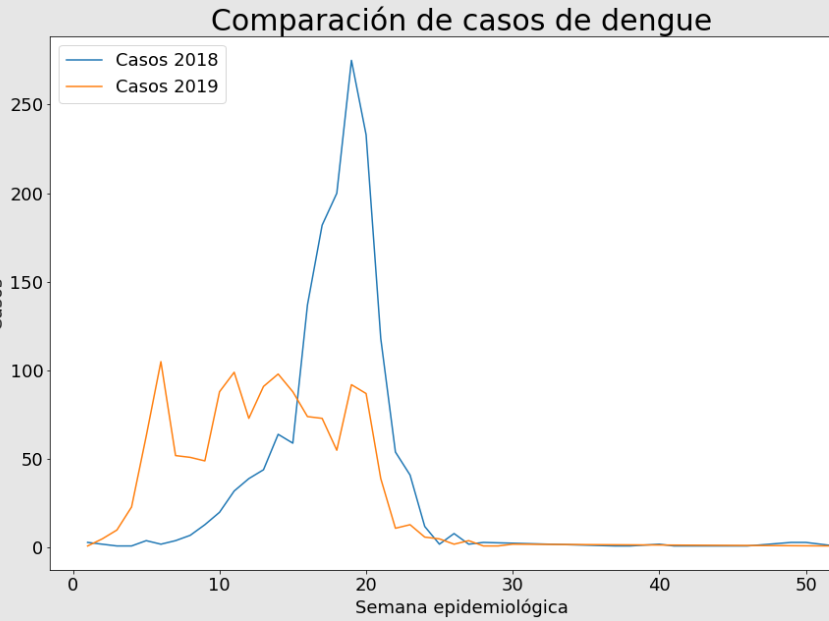 Comparación de casos de dengue
Casos 2018
Casos 2019
250
200
150
100
50
0
0 10 20 30 40 50
Semana epidemiológica